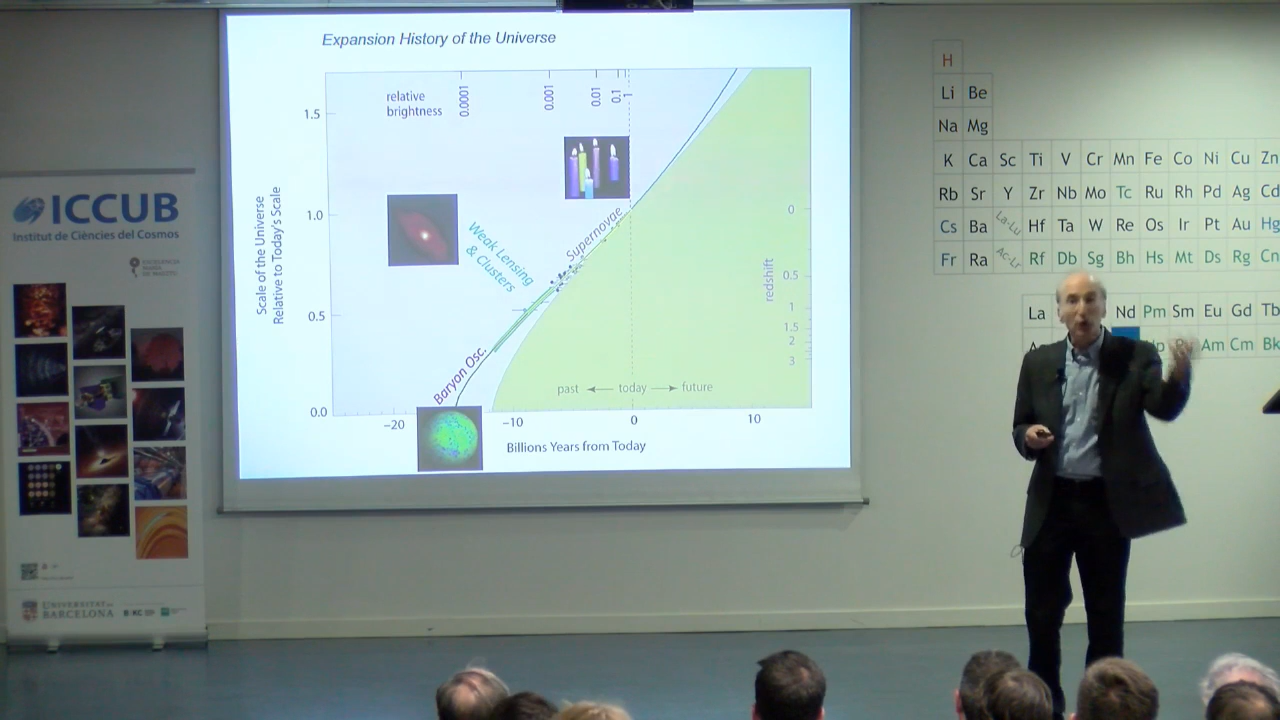 Expansion History of the Universe
relative
brightness
0.0001
0.001
0.01
0.1
1
1.5
1.0
0.5
0.0
Scale of the Universe
Relative to Today's Scale
Weak Lensing
& Clusters
Supernovae
Baryon Osc.
redshift
0
0.5
1
1.5
2
3
past
today
future
−20
−10
0
10
Billions Years from Today
ICCUB
Institut de Ciències del Cosmos
UNIVERSITAT DE
BARCELONA
H
Li Be
Na Mg
K Ca Sc Ti V Cr Mn Fe Co Ni Cu Zn
Rb Sr Y Zr Nb Mo Tc Ru Rh Pd Ag Cd
Cs Ba La-Lu Hf Ta W Re Os Ir Pt Au Hg
Fr Ra Ac-Lr Rf Db Sg Bh Hs Mt Ds Rg Cn
La Nd Pm Sm Eu Gd Tb
Am Cm Bk